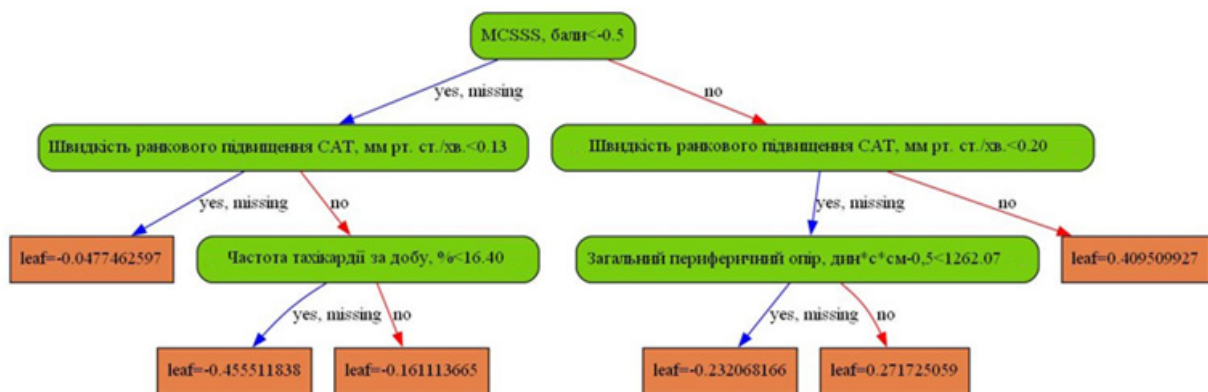 MCSSS, бали<-0.5
yes, missing
no
Швидкість ранкового підвищення САТ, мм рт. ст./хв.<0.13
Швидкість ранкового підвищення САТ, мм рт. ст./хв.<0.20
yes, missing
no
yes, missing
no
leaf=-0.0477462597
Частота тахікардії за добу, %<16.40
Загальний периферичний опір, дин*с*см-0,5<1262.07
leaf=0.409509927
yes, missing
no
yes, missing
no
leaf=-0.455511838
leaf=-0.161113665
leaf=-0.232068166
leaf=0.271725059